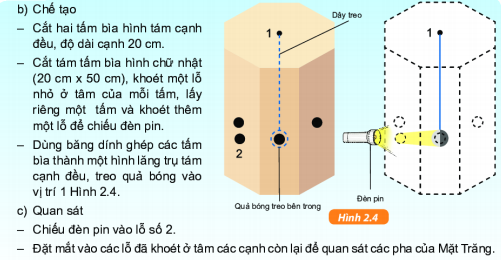 b) Chế tạo
– Cắt hai tấm bìa hình tám cạnh
đều, độ dài cạnh 20 cm.
– Cắt tám tấm bìa hình chữ nhật
(20 cm x 50 cm), khoét một lỗ
nhỏ ở tâm của mỗi tấm, lấy
riêng một tấm và khoét thêm
một lỗ để chiếu đèn pin.
– Dùng băng dính ghép các tấm
bìa thành một hình lăng trụ tám
cạnh đều, treo quả bóng vào
vị trí 1 Hình 2.4.
c) Quan sát
– Chiếu đèn pin vào lỗ số 2.
– Đặt mắt vào các lỗ đã khoét ở tâm các cạnh còn lại để quan sát các pha của Mặt Trăng.
Dây treo
1
1
2
Quả bóng treo bên trong
Đèn pin
Hình 2.4